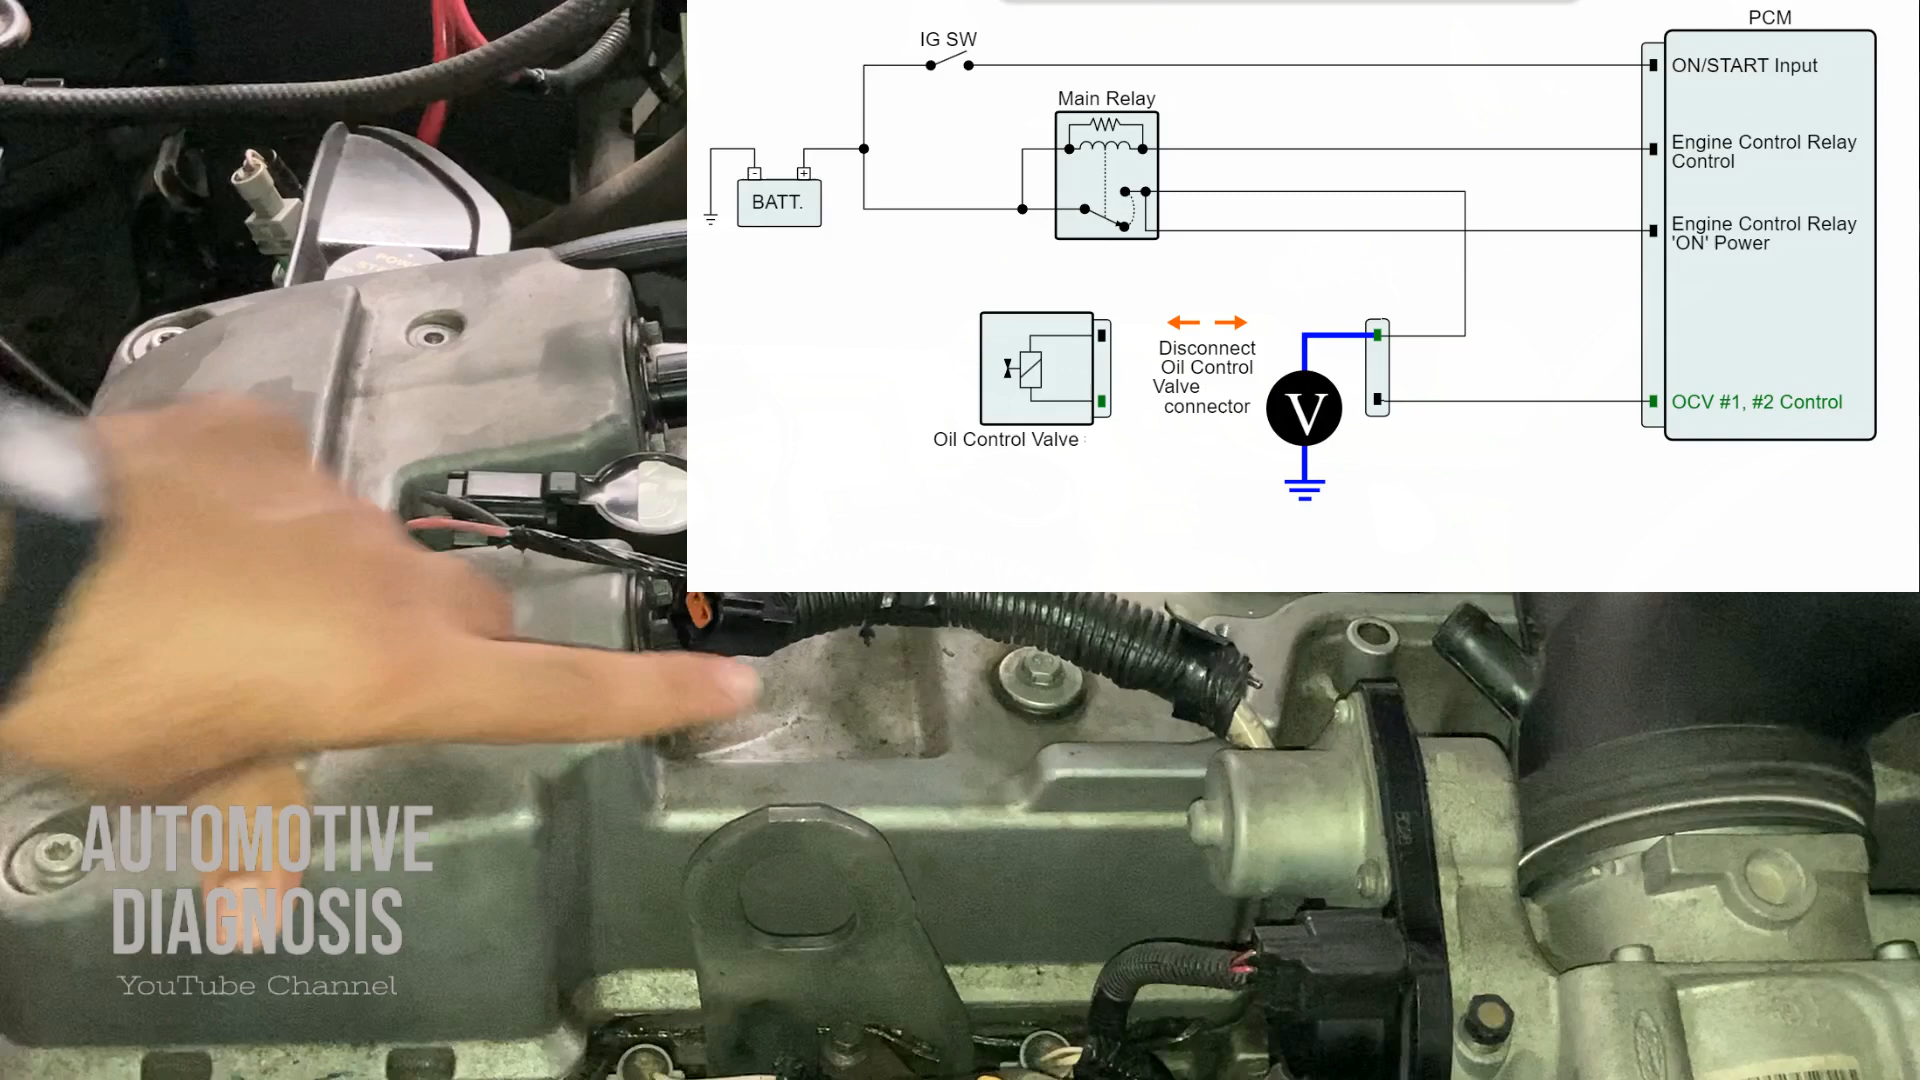 PCM
IG SW
ON/START Input
Main Relay
Engine Control Relay
Control
- +
BATT.
Engine Control Relay
'ON' Power
Disconnect
Oil Control
Valve
connector
V
OCV #1, #2 Control
Oil Control Valve
POW
AUTOMOTIVE
DIAGNOSIS
YouTube Channel